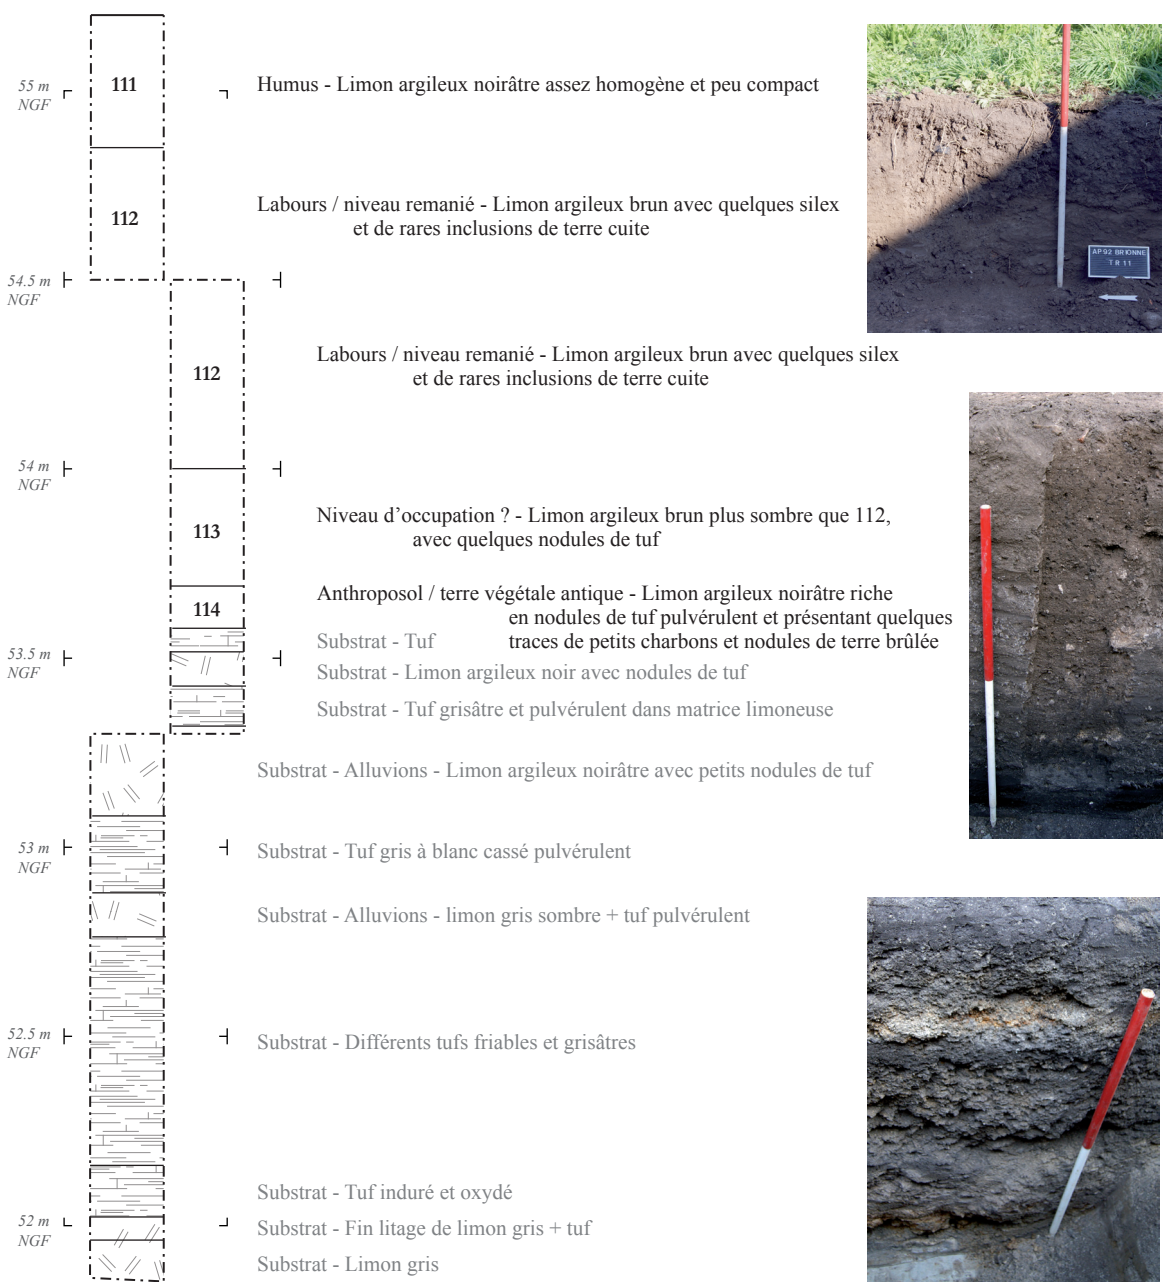 55 m
NGF
111
Humus - Limon argileux noirâtre assez homogène et peu compact
112
Labours / niveau remanié - Limon argileux brun avec quelques silex
et de rares inclusions de terre cuite
AP 92 BRIONNE
TR 11
54.5 m
NGF
112
Labours / niveau remanié - Limon argileux brun avec quelques silex
et de rares inclusions de terre cuite
54 m
NGF
113
Niveau d'occupation ? - Limon argileux brun plus sombre que 112,
avec quelques nodules de tuf
114
Anthroposol / terre végétale antique - Limon argileux noirâtre riche
en nodules de tuf pulvérulent et présentant quelques
traces de petits charbons et nodules de terre brûlée
Substrat - Tuf
53.5 m
NGF
Substrat - Limon argileux noir avec nodules de tuf
Substrat - Tuf grisâtre et pulvérulent dans matrice limoneuse
Substrat - Alluvions - Limon argileux noirâtre avec petits nodules de tuf
53 m
NGF
Substrat - Tuf gris à blanc cassé pulvérulent
Substrat - Alluvions - limon gris sombre + tuf pulvérulent
52.5 m
NGF
Substrat - Différents tufs friables et grisâtres
Substrat - Tuf induré et oxydé
52 m
NGF
Substrat - Fin litage de limon gris + tuf
Substrat - Limon gris